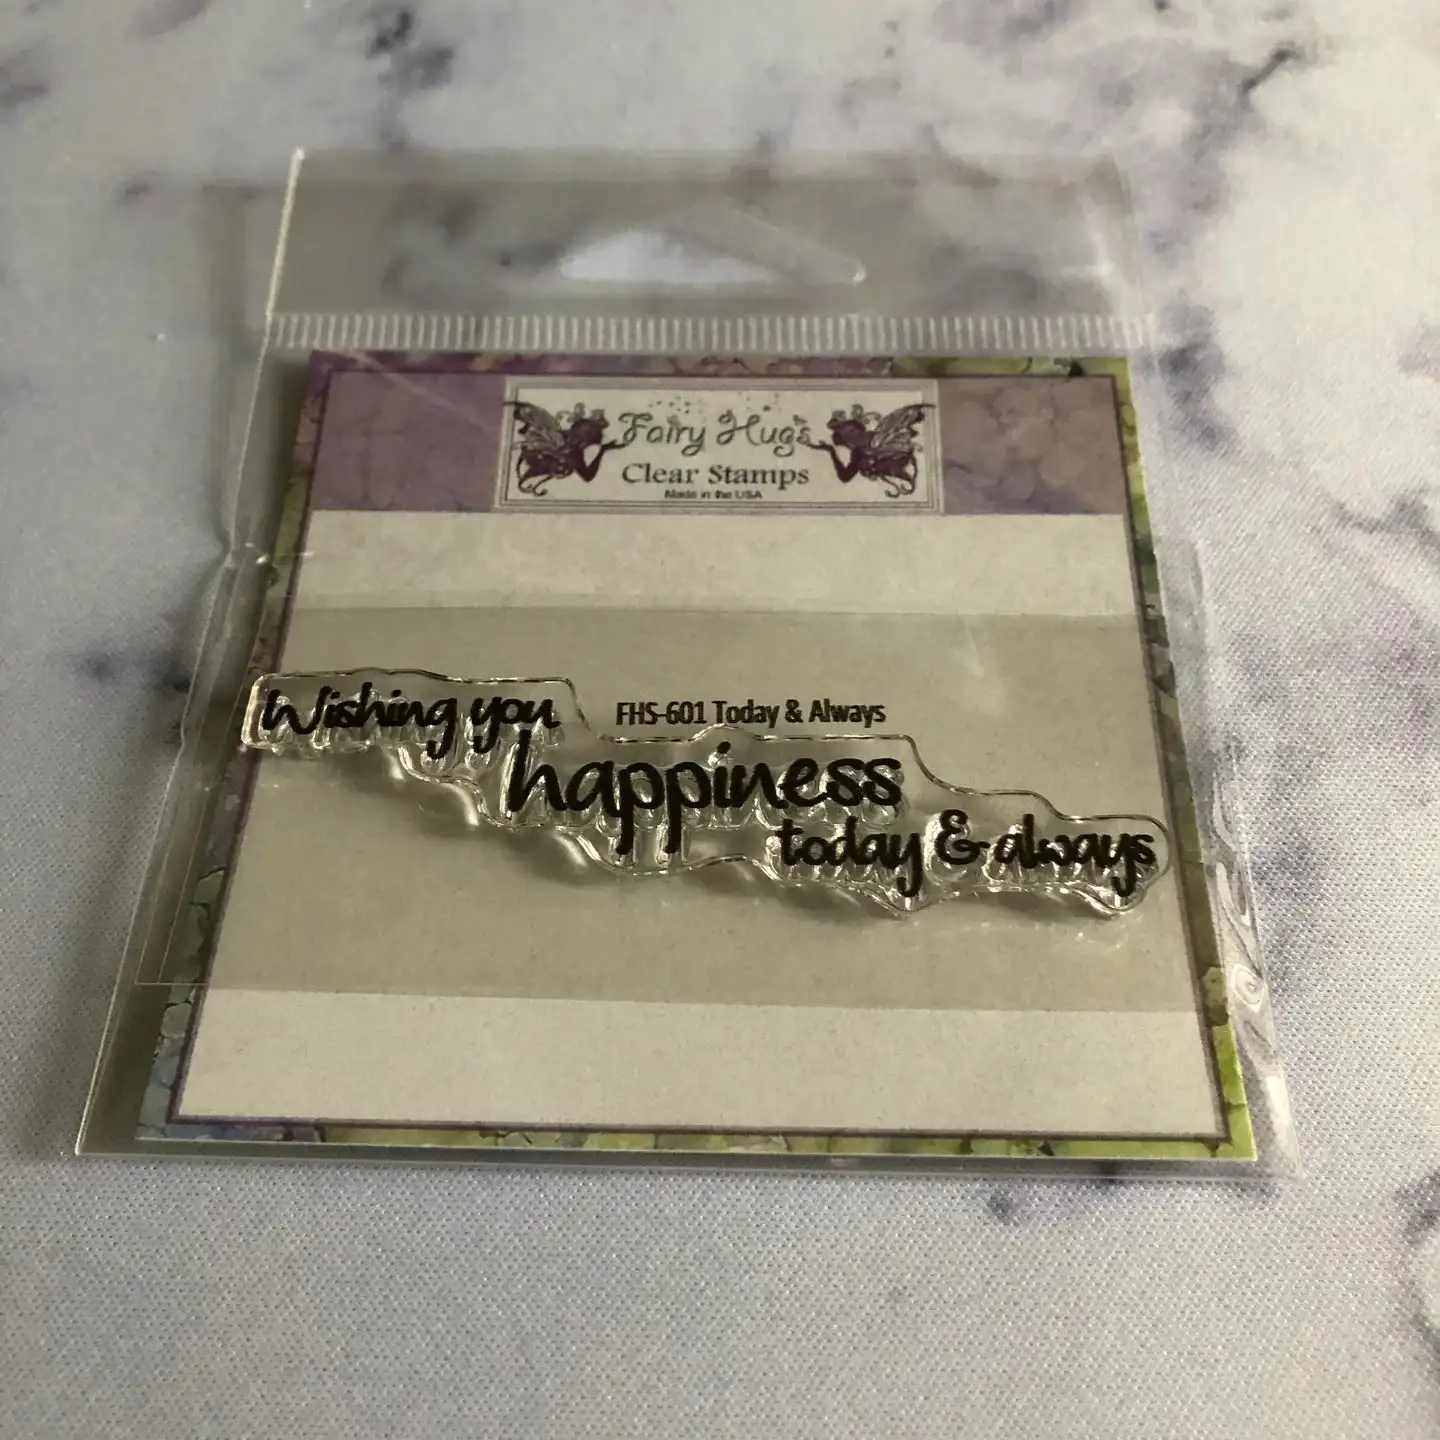 Fairy Hugs
Clear Stamps
Made in the USA
FHS-601 Today & Always
Wishing you
happiness
today & always